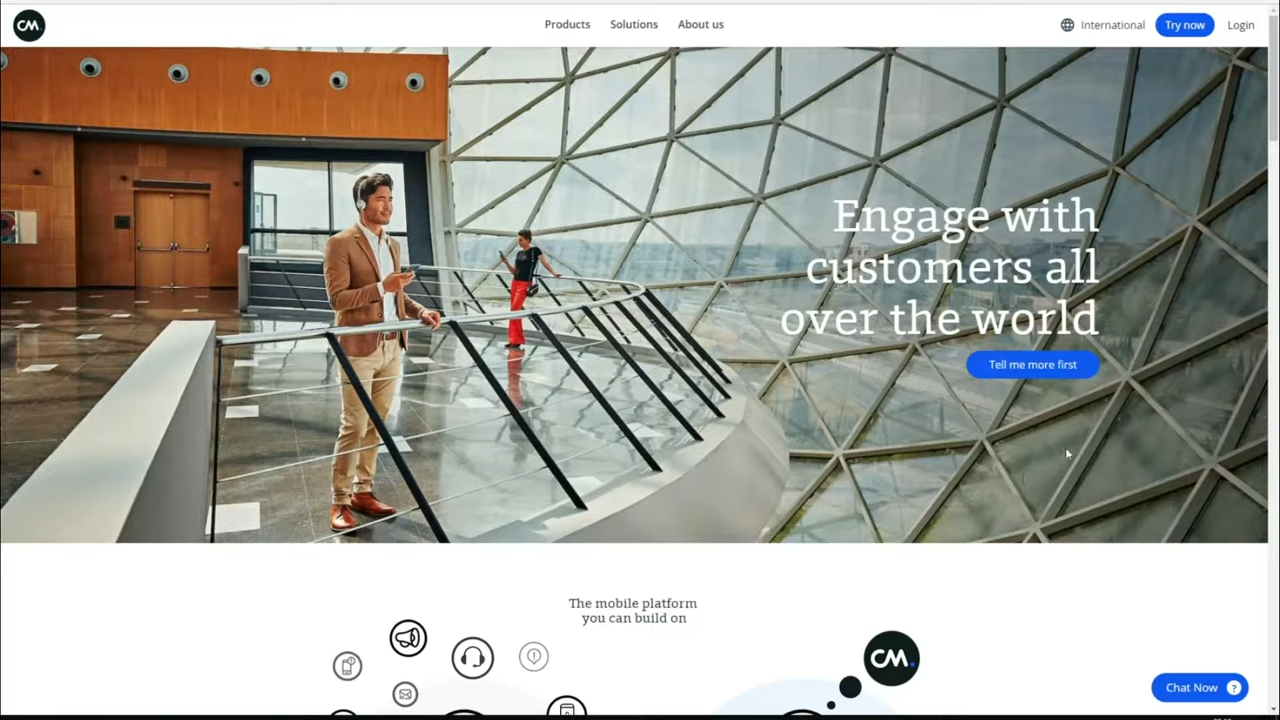 CM.
Products
Solutions
About us
International
Try now
Login
Engage with
customers all
over the world
Tell me more first
The mobile platform
you can build on
CM.
Chat Now ?